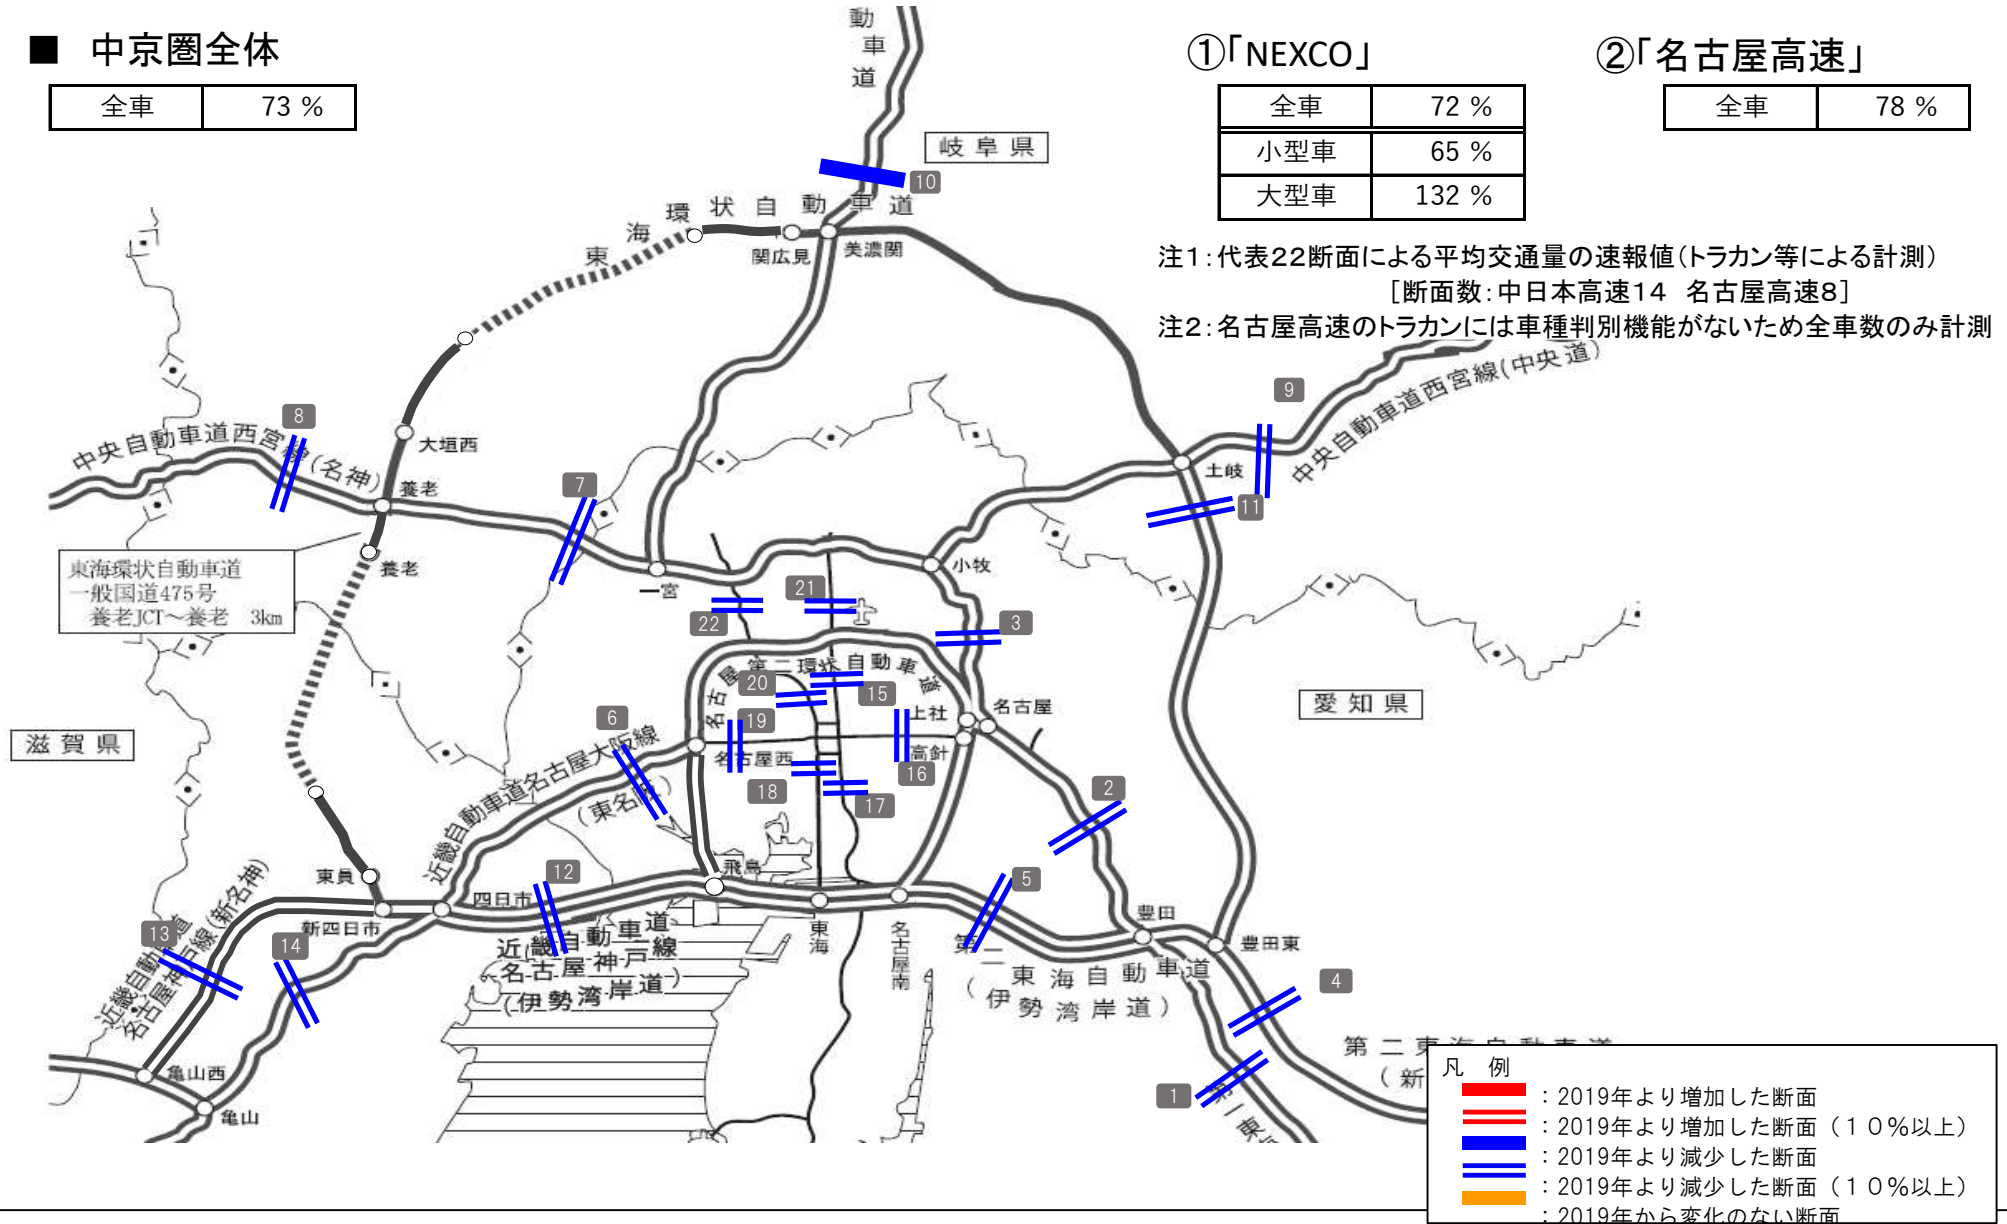 ■ 中京圏全体
全車 73 %
①「NEXCO」
全車 72 %
小型車 65 %
大型車 132 %
②「名古屋高速」
全車 78 %
注1：代表22断面による平均交通量の速報値（トラカン等による計測）
［断面数：中日本高速14 名古屋高速8］
注2：名古屋高速のトラカンには車種判別機能がないため全車数のみ計測
動車道
岐阜県
10
東海環状自動車道
関広見
美濃関
中央自動車道西宮線(中央道)
9
8
中央自動車道西宮線(名神)
大垣西
養老
7
土岐
11
養老
東海環状自動車道
一般国道475号
養老JCT～養老 3km
一宮
小牧
21
22
3
名古屋第二環状自動車道
20
15
19
上社
名古屋
愛知県
滋賀県
6
名古屋西
高針
16
18
17
近畿自動車道名古屋大阪線
(東名阪)
2
飛島
12
5
東員
四日市
新四日市
東海
名古屋南
豊田
豊田東
13
14
近畿自動車道
名古屋神戸線(新名神)
近畿自動車道
名古屋神戸線
(伊勢湾岸道)
第二東海自動車道
(伊勢湾岸道)
4
1
第二東海自動車道
(新
第一東
亀山西
亀山
凡 例
：2019年より増加した断面
：2019年より増加した断面（１０％以上）
：2019年より減少した断面
：2019年より減少した断面（１０％以上）
：2019年から変化のない断面